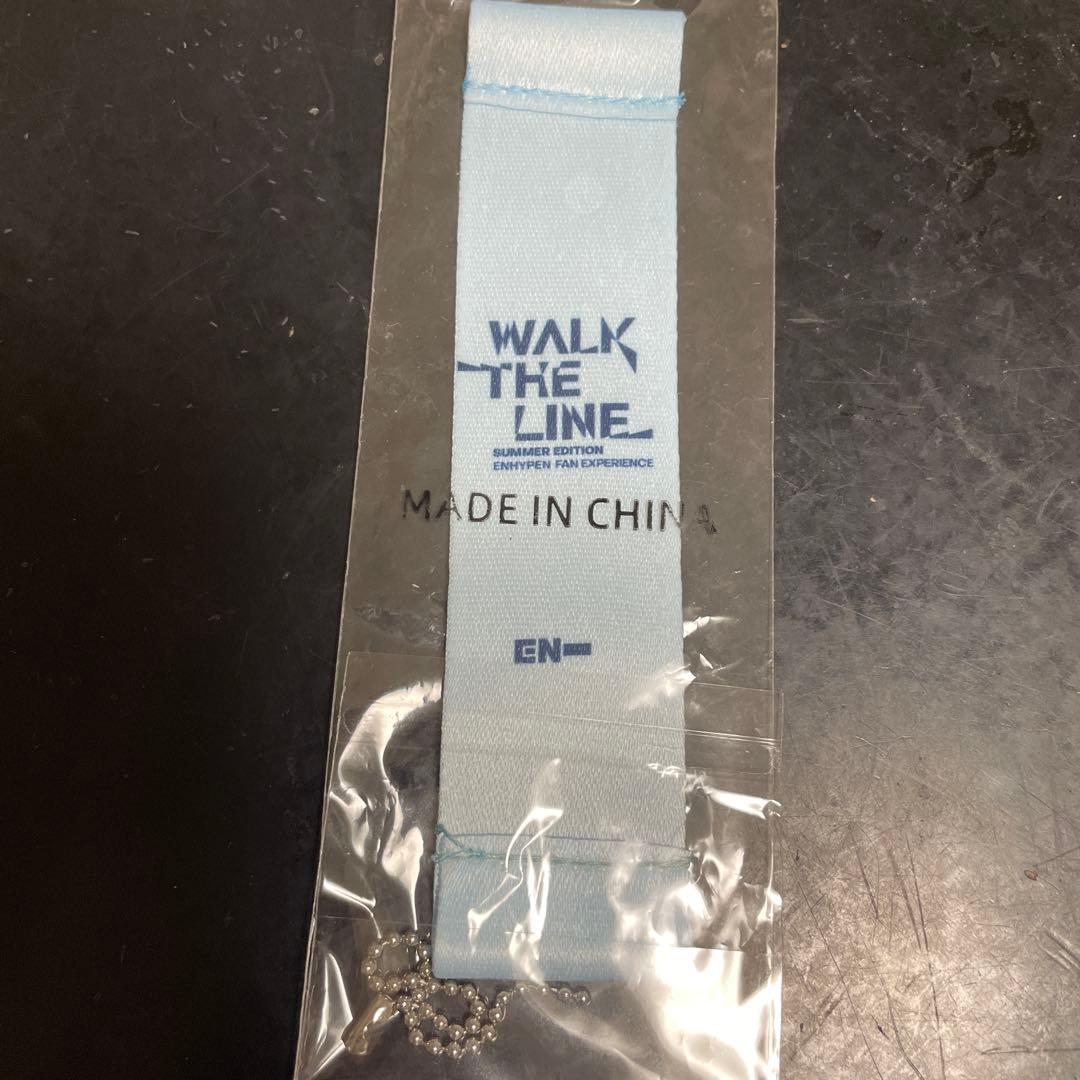 WALK
THE
LINE
SUMMER EDITION
ENHYPEN FAN EXPERIENCE
MADE IN CHINA
EN-